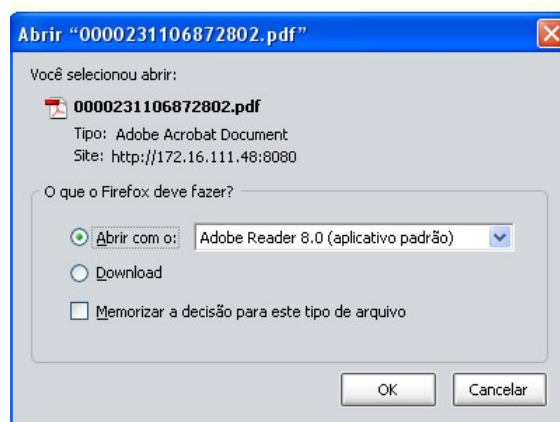 Abrir “0000231106872802.pdf”
Você selecionou abrir:
0000231106872802.pdf
Tipo: Adobe Acrobat Document
Site: http://172.16.111.48:8080
O que o Firefox deve fazer?
Abrir com o: Adobe Reader 8.0 (aplicativo padrão)
Download
Memorizar a decisão para este tipo de arquivo
OK Cancelar